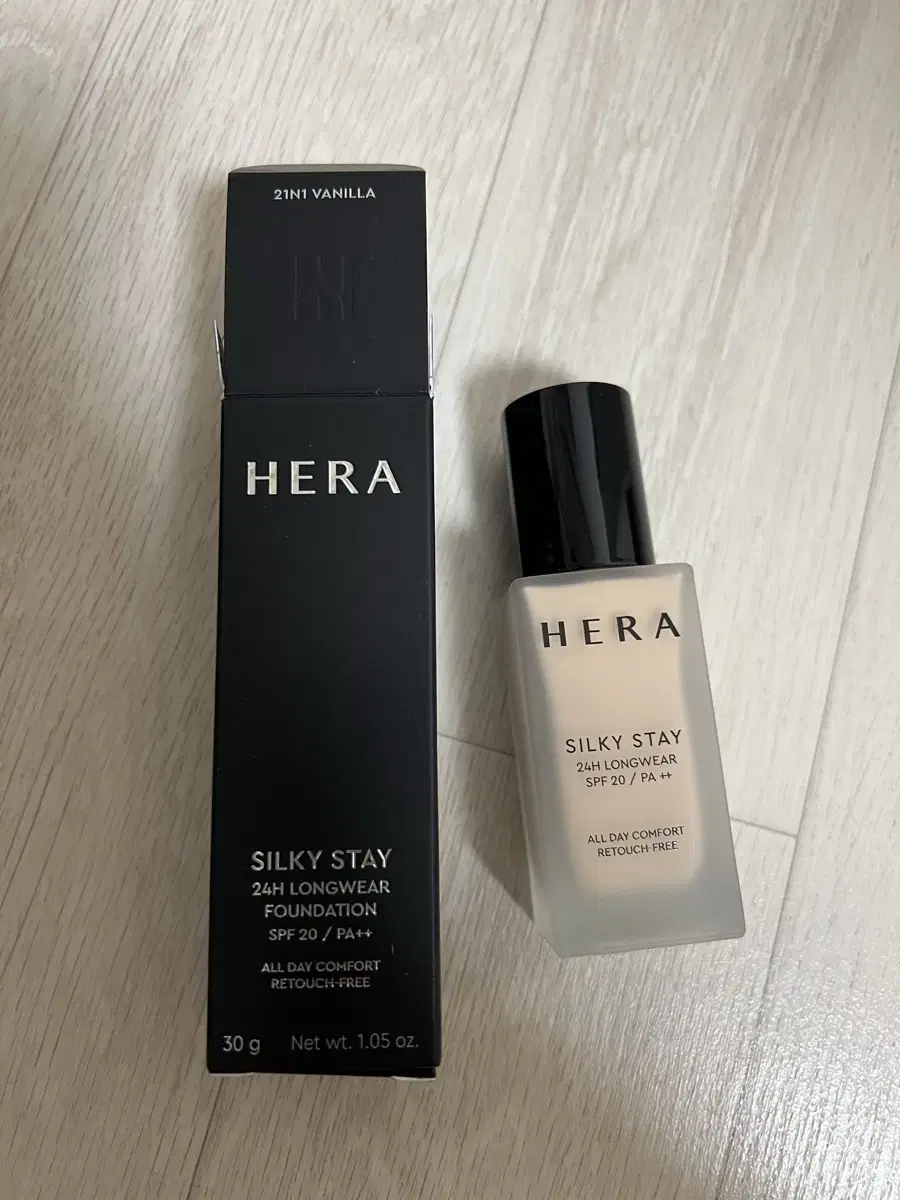 21N1 VANILLA
HERA
SILKY STAY
24H LONGWEAR
FOUNDATION
SPF 20 / PA++
ALL DAY COMFORT
RETOUCH-FREE
30 g Net wt. 1.05 oz.
HERA
SILKY STAY
24H LONGWEAR
SPF 20 / PA ++
ALL DAY COMFORT
RETOUCH-FREE